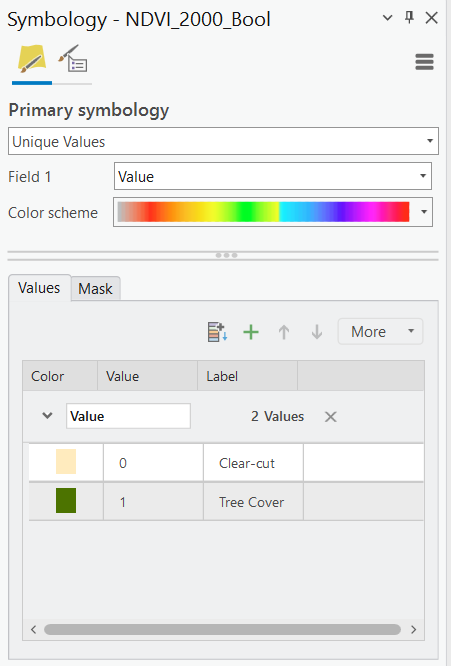 Symbology - NDVI_2000_Bool
Primary symbology
Unique Values
Field 1 Value
Color scheme
Values Mask
More
Color Value Label
Value 2 Values
0 Clear-cut
1 Tree Cover